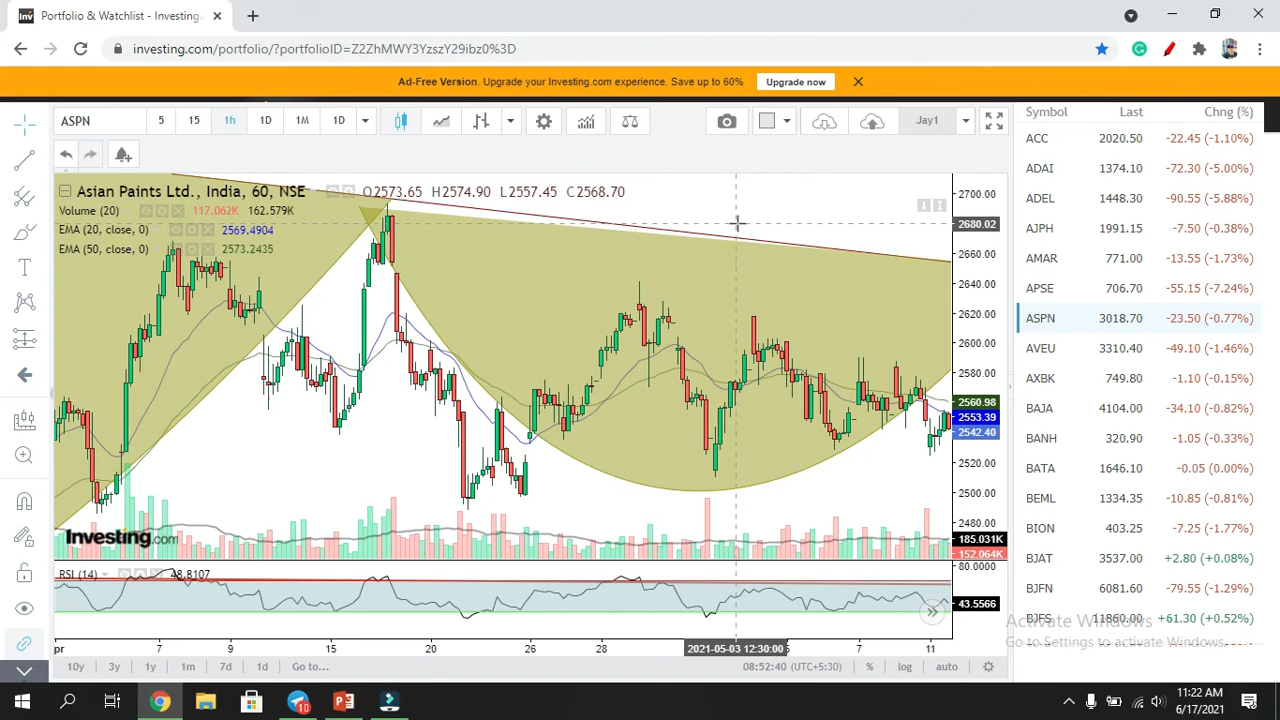 Portfolio & Watchlist - Investing
investing.com/portfolio/?portfolioID=Z2ZhMWY3YzszY29ibz0%3D
Ad-Free Version. Upgrade your Investing.com experience. Save up to 60% Upgrade now
ASPN 5 15 1h 1D 1M 1D Jay1
Asian Paints Ltd., India, 60, NSE O2573.65 H2574.90 L2557.45 C2568.70
Volume (20) 117.062K 162.579K
EMA (20, close, 0) 2569.4904
EMA (50, close, 0) 2573.2435
2700.00
2680.02
2660.00
2640.00
2620.00
2600.00
2580.00
2560.98
2553.39
2542.40
2520.00
2500.00
2480.00
185.031K
152.064K
Investing.com
RSI (14) 48.8107
80.0000
43.5566
pr 7 9 15 20 26 28 2021-05-03 12:30:00 5 7 11
10y 3y 1y 1m 7d 1d Go to... 08:52:40 (UTC+5:30) % log auto
Symbol Last Chng (%)
ACC 2020.50 -22.45 (-1.10%)
ADAI 1374.10 -72.30 (-5.00%)
ADEL 1448.30 -90.55 (-5.88%)
AJPH 1991.15 -7.50 (-0.38%)
AMAR 771.00 -13.55 (-1.73%)
APSE 706.70 -55.15 (-7.24%)
ASPN 3018.70 -23.50 (-0.77%)
AVEU 3310.40 -49.10 (-1.46%)
AXBK 749.80 -1.10 (-0.15%)
BAJA 4104.00 -34.10 (-0.82%)
BANH 320.90 -1.05 (-0.33%)
BATA 1646.10 -0.05 (0.00%)
BEML 1334.35 -10.85 (-0.81%)
BION 403.25 -7.25 (-1.77%)
BJAT 3537.00 +2.80 (+0.08%)
BJFN 6081.60 -79.55 (-1.29%)
BJFS 11860.00 +61.30 (+0.52%)
Activate Windows
Go to Settings to activate Windows.
10
11:22 AM
6/17/2021